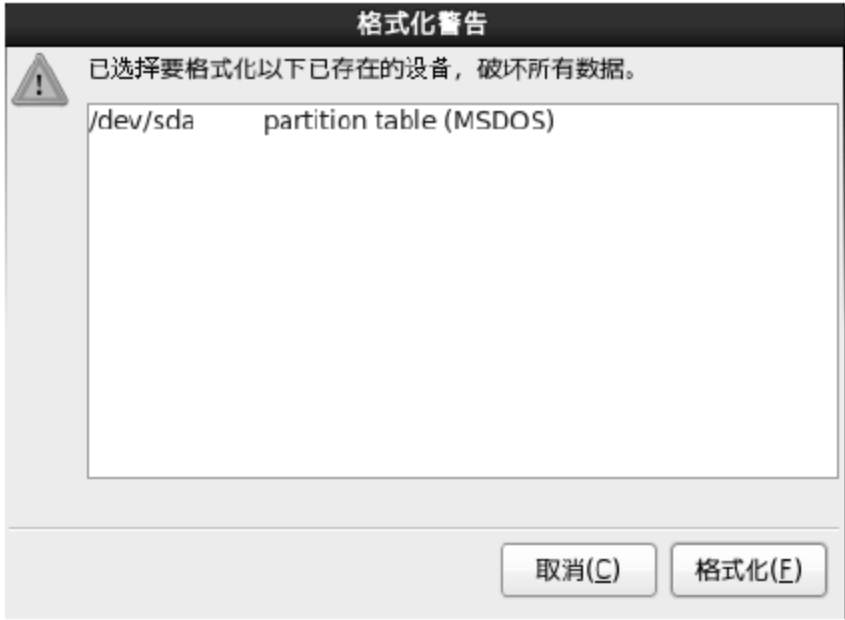 格式化警告
已选择要格式化以下已存在的设备，破坏所有数据。
/dev/sda partition table (MSDOS)
取消(C) 格式化(F)